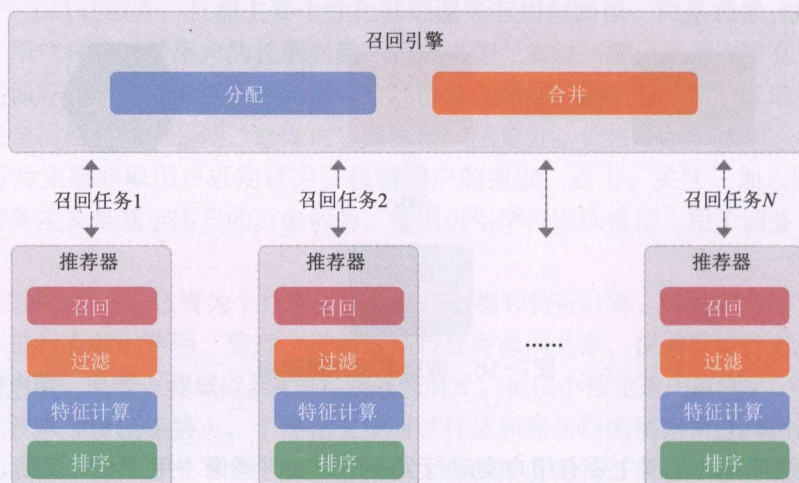 召回引擎
分配 合并
召回任务1 召回任务2 召回任务N
推荐器 推荐器 推荐器
召回 召回 召回
过滤 过滤 …… 过滤
特征计算 特征计算 特征计算
排序 排序 排序